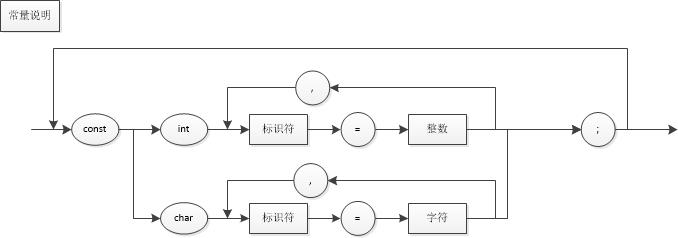 常量说明
,
const int 标识符 = 整数 ;
,
char 标识符 = 字符